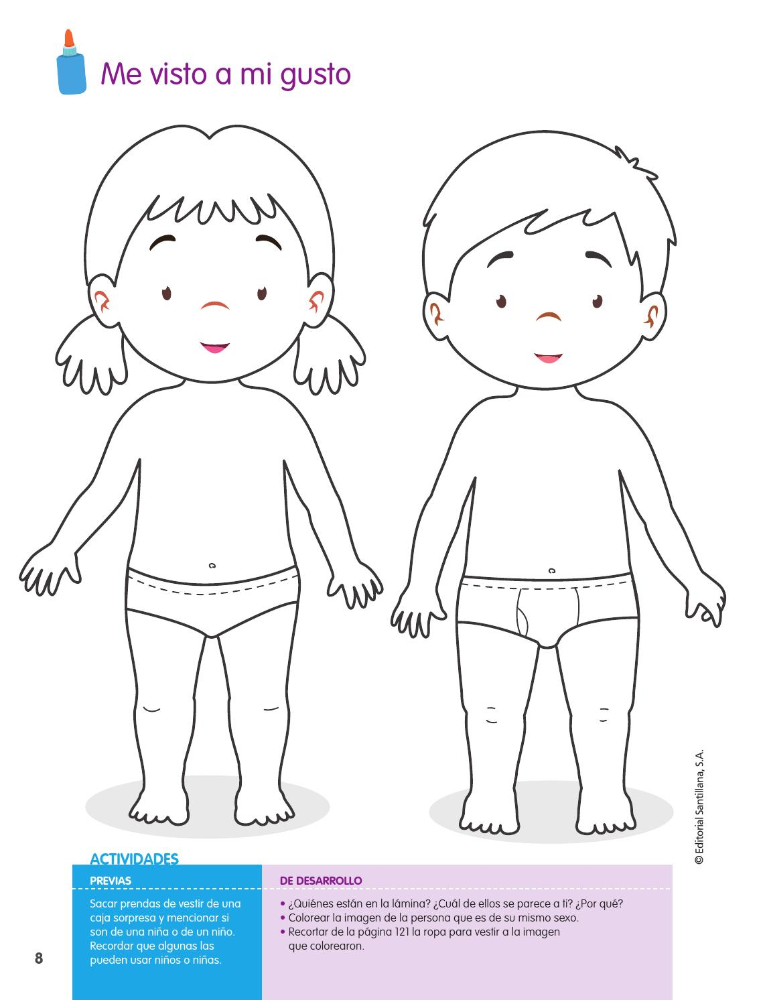 Me visto a mi gusto
© Editorial Santillana, S.A.
ACTIVIDADES
PREVIAS
Sacar prendas de vestir de una
caja sorpresa y mencionar si
son de una niña o de un niño.
Recordar que algunas las
pueden usar niños o niñas.
DE DESARROLLO
• ¿Quiénes están en la lámina? ¿Cuál de ellos se parece a ti? ¿Por qué?
• Colorear la imagen de la persona que es de su mismo sexo.
• Recortar de la página 121 la ropa para vestir a la imagen
que colorearon.
8